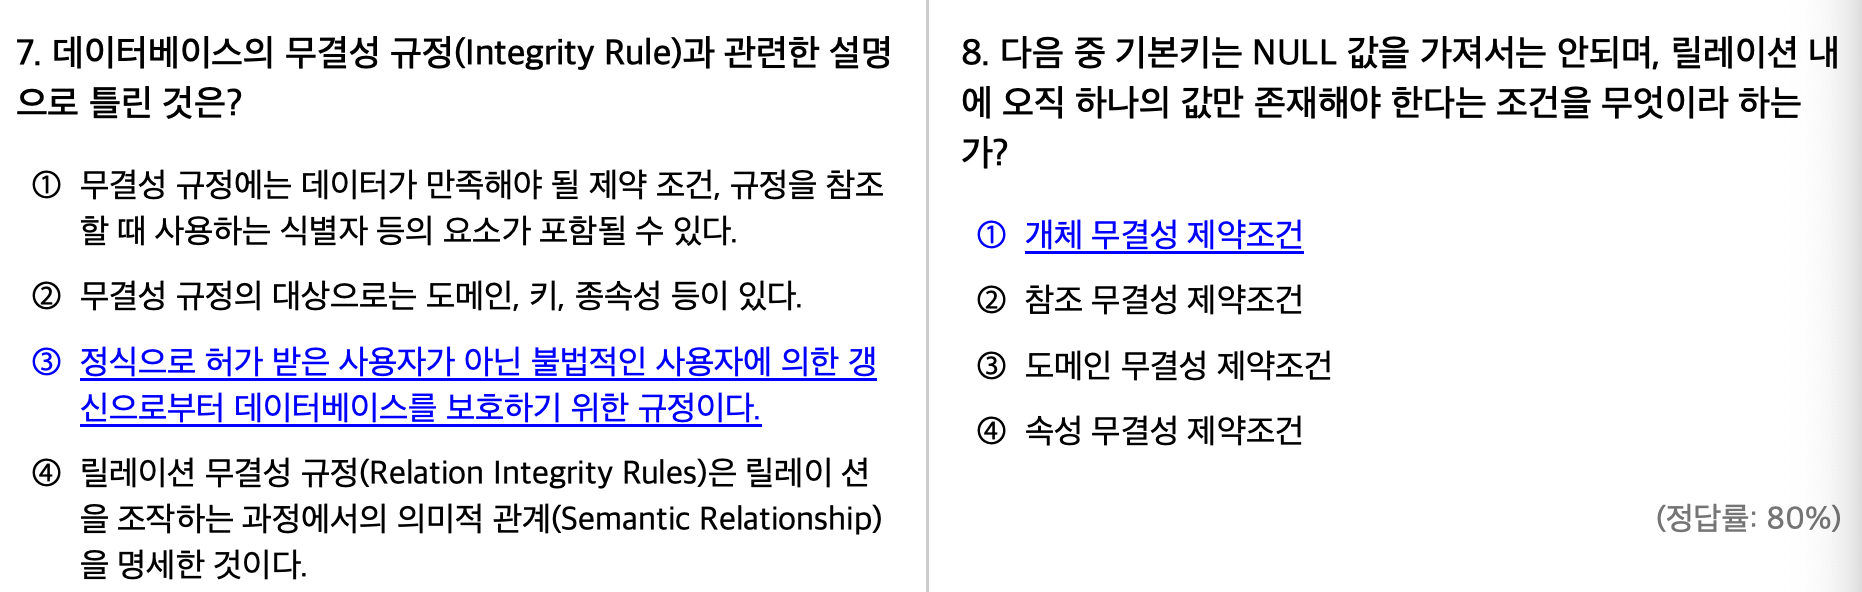 7. 데이터베이스의 무결성 규정(Integrity Rule)과 관련한 설명
으로 틀린 것은?
① 무결성 규정에는 데이터가 만족해야 될 제약 조건, 규정을 참조
할 때 사용하는 식별자 등의 요소가 포함될 수 있다.
② 무결성 규정의 대상으로는 도메인, 키, 종속성 등이 있다.
③ 정식으로 허가 받은 사용자가 아닌 불법적인 사용자에 의한 갱
신으로부터 데이터베이스를 보호하기 위한 규정이다.
④ 릴레이션 무결성 규정(Relation Integrity Rules)은 릴레이 션
을 조작하는 과정에서의 의미적 관계(Semantic Relationship)
을 명세한 것이다.
8. 다음 중 기본키는 NULL 값을 가져서는 안되며, 릴레이션 내
에 오직 하나의 값만 존재해야 한다는 조건을 무엇이라 하는
가?
① 개체 무결성 제약조건
② 참조 무결성 제약조건
③ 도메인 무결성 제약조건
④ 속성 무결성 제약조건
(정답률: 80%)